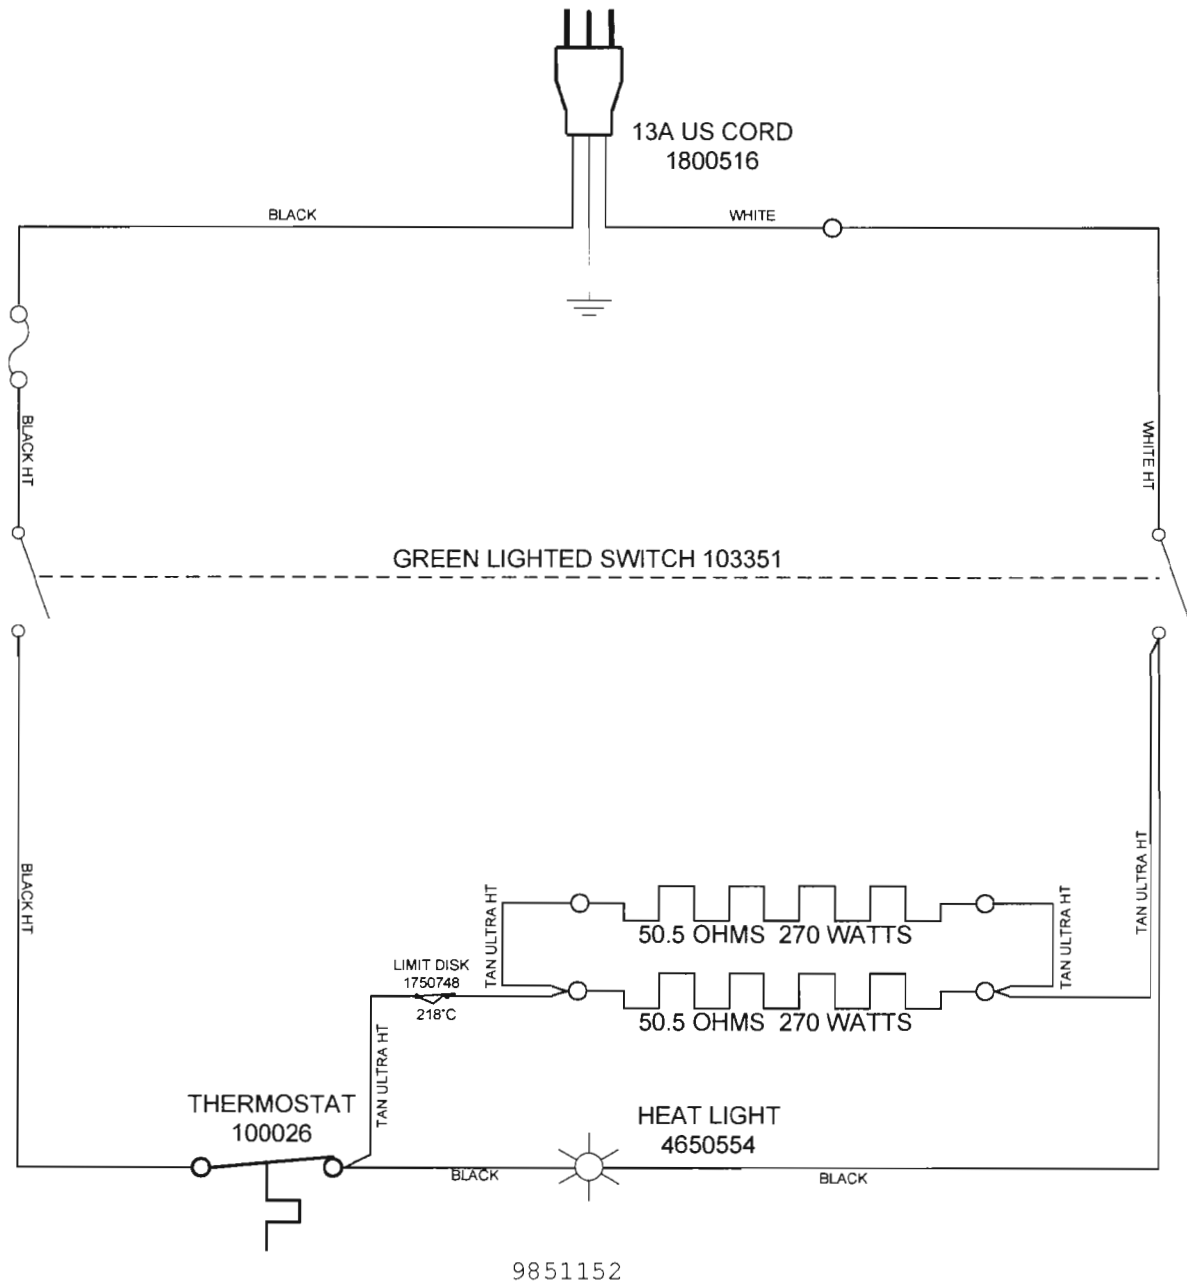 13A US CORD
1800516
BLACK
WHITE
BLACK HT
WHITE HT
GREEN LIGHTED SWITCH 103351
BLACK HT
TAN ULTRA HT
TAN ULTRA HT
TAN ULTRA HT
50.5 OHMS 270 WATTS
LIMIT DISK
1750748
218°C
50.5 OHMS 270 WATTS
TAN ULTRA HT
THERMOSTAT
100026
HEAT LIGHT
4650554
BLACK
BLACK
9851152